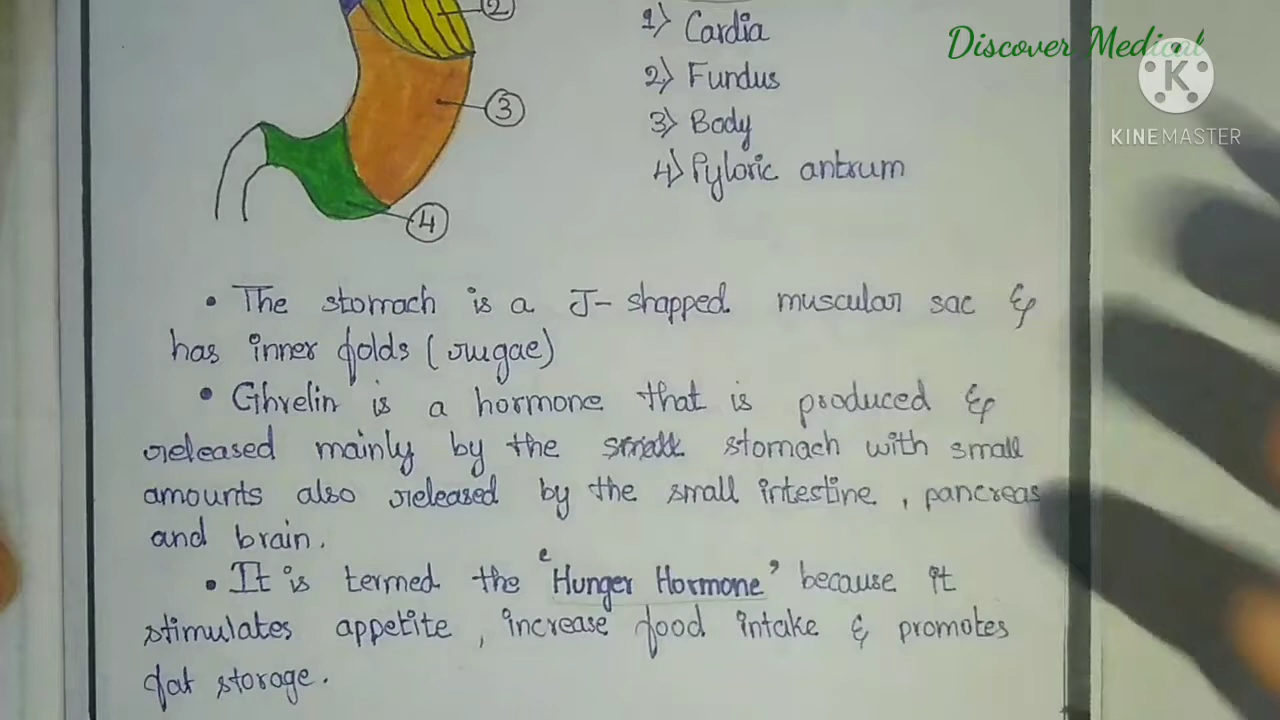 2
1) Cardia
Discover Medical
2) Fundus
K
3
3) Body
KINEMASTER
4) Pyloric antrum
4
• The stomach is a J- shapped muscular sac &
has inner folds (rugae)
• Ghrelin is a hormone that is produced &
released mainly by the small stomach with small
amounts also released by the small intestine , pancreas
and brain.
• It is termed the ‘Hunger Hormone’ because it
stimulates appetite , increase food intake & promotes
fat storage.